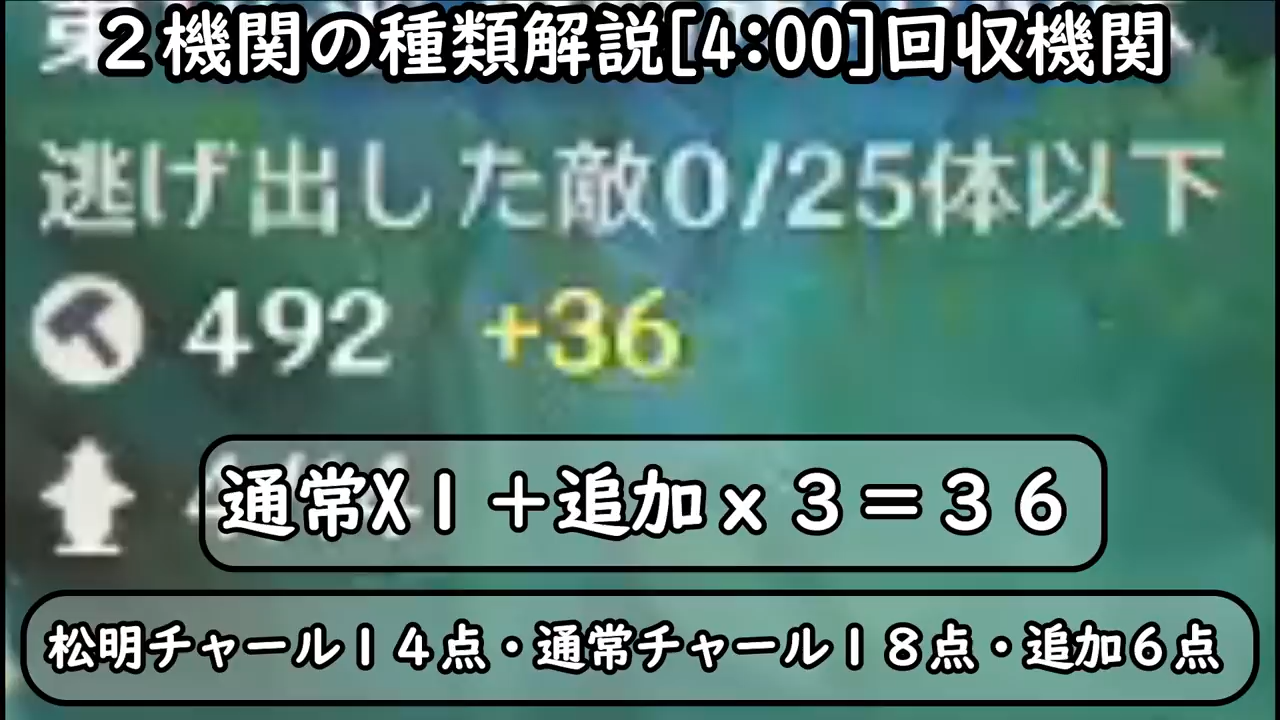 ２機関の種類解説[4:00]回収機関
逃げ出した敵0/25体以下
492 +36
通常X１＋追加ｘ３＝３６
松明チャール１４点・通常チャール１８点・追加６点